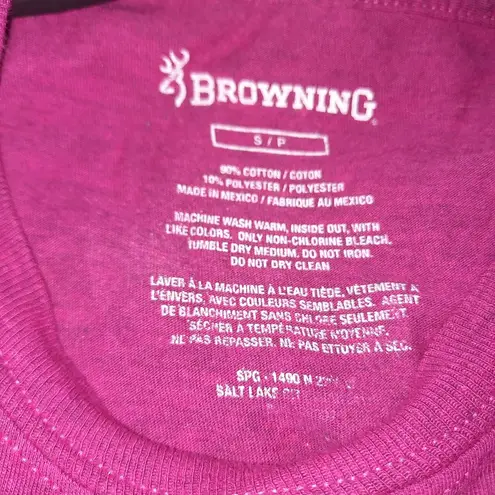 BROWNING
S / P
90% COTTON / COTON
10% POLYESTER / POLYESTER
MADE IN MEXICO / FABRIQUE AU MEXICO
MACHINE WASH WARM, INSIDE OUT, WITH
LIKE COLORS. ONLY NON-CHLORINE BLEACH.
TUMBLE DRY MEDIUM. DO NOT IRON.
DO NOT DRY CLEAN
LAVER À LA MACHINE À L'EAU TIÈDE, VÊTEMENT À
L'ENVERS, AVEC COULEURS SEMBLABLES. AGENT
DE BLANCHIMENT SANS CHLORE SEULEMENT.
SÉCHER À TEMPÉRATURE MOYENNE.
NE PAS REPASSER. NE PAS ETTOYER À SEC.
SPG - 1490 N
SALT LAKE